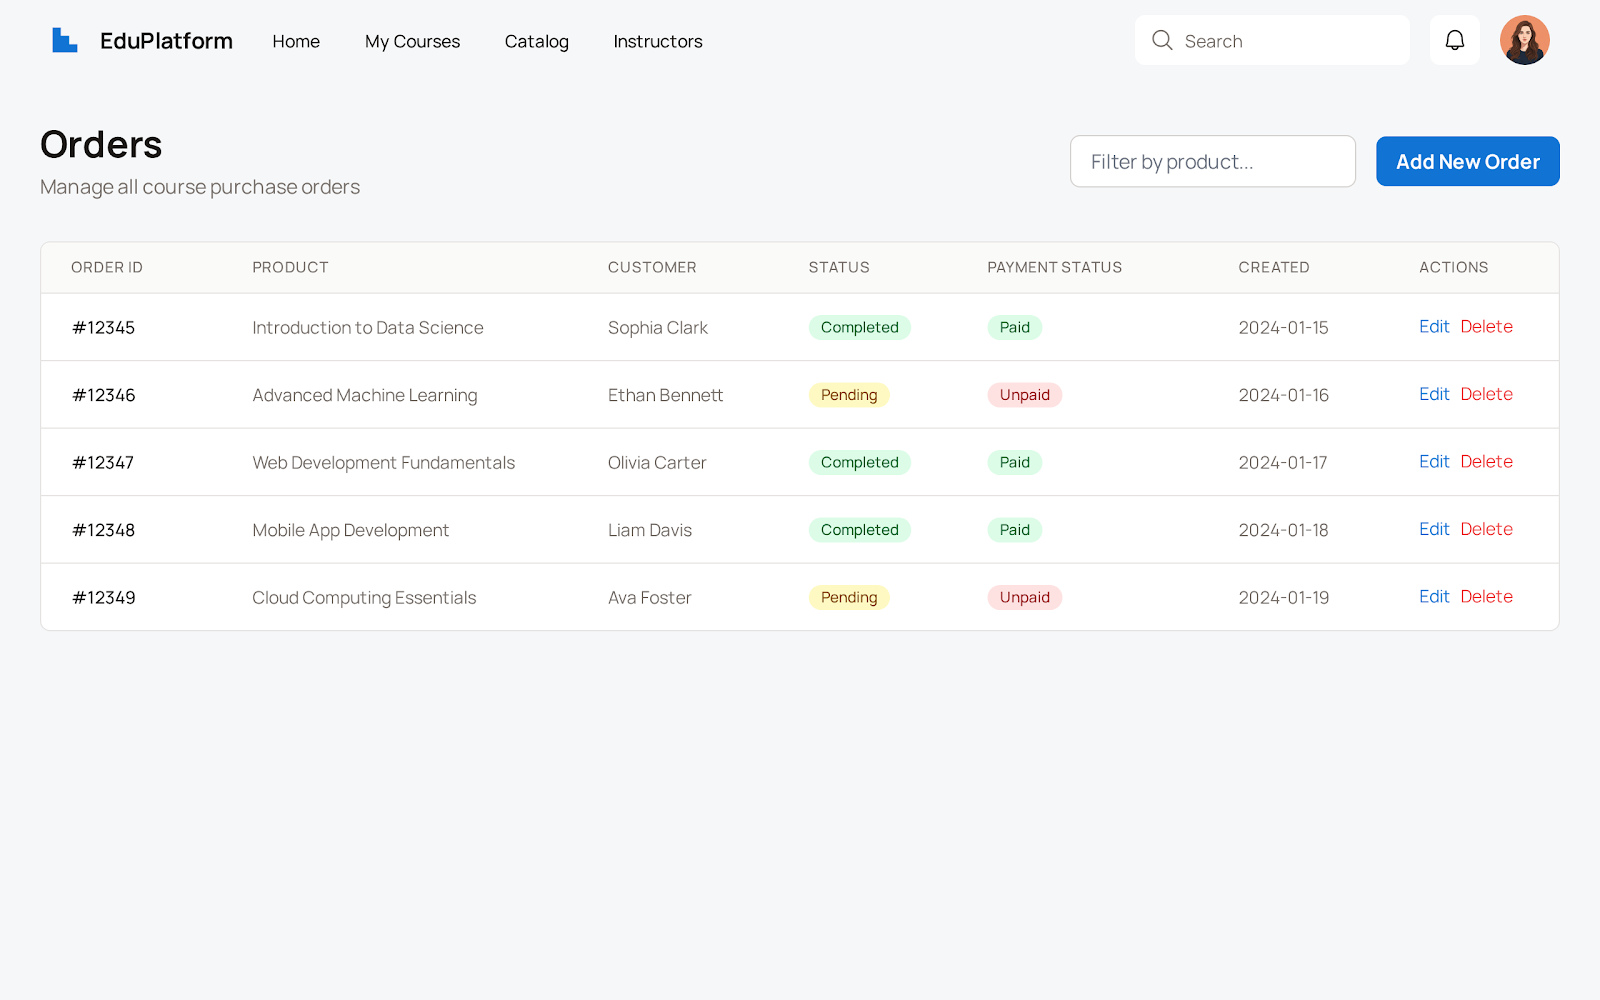 EduPlatform Home My Courses Catalog Instructors Search
Orders
Manage all course purchase orders
Filter by product... Add New Order
ORDER ID PRODUCT CUSTOMER STATUS PAYMENT STATUS CREATED ACTIONS
#12345 Introduction to Data Science Sophia Clark Completed Paid 2024-01-15 Edit Delete
#12346 Advanced Machine Learning Ethan Bennett Pending Unpaid 2024-01-16 Edit Delete
#12347 Web Development Fundamentals Olivia Carter Completed Paid 2024-01-17 Edit Delete
#12348 Mobile App Development Liam Davis Completed Paid 2024-01-18 Edit Delete
#12349 Cloud Computing Essentials Ava Foster Pending Unpaid 2024-01-19 Edit Delete